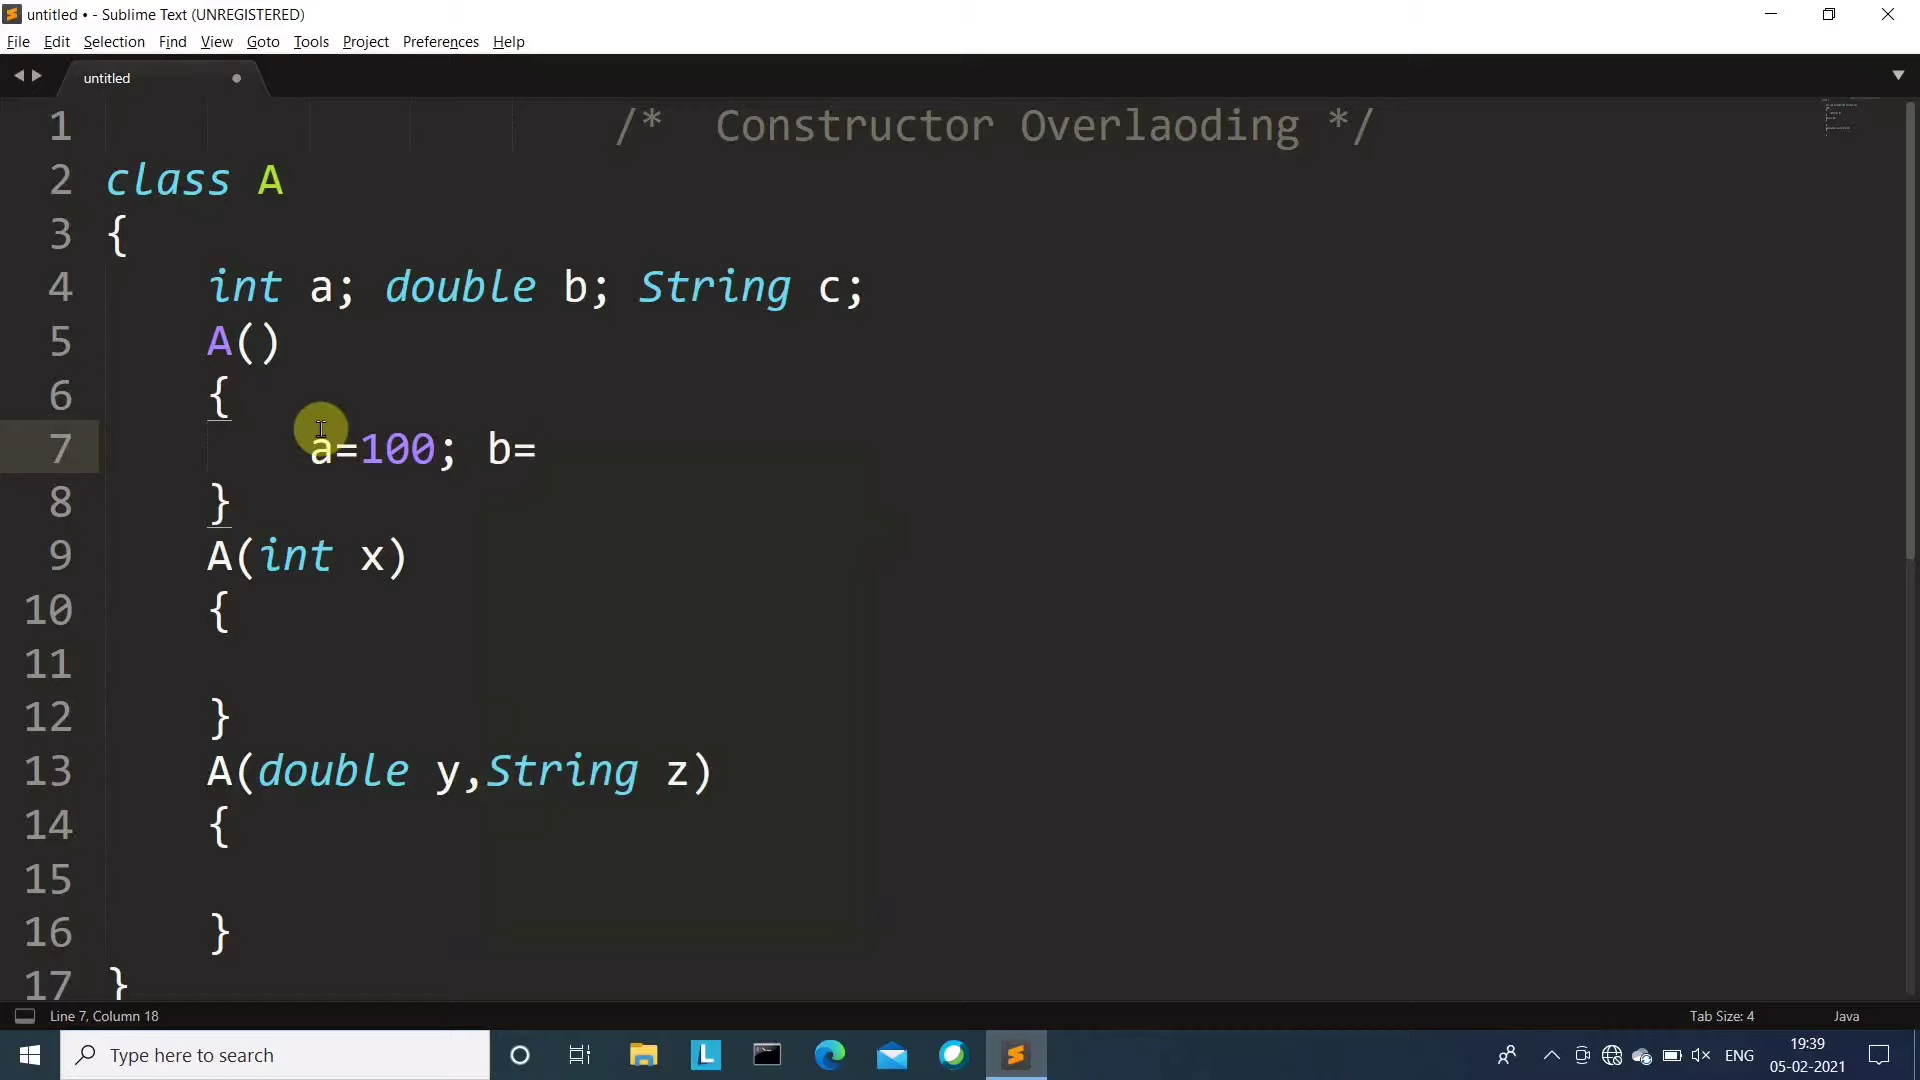 untitled • - Sublime Text (UNREGISTERED)
File Edit Selection Find View Goto Tools Project Preferences Help
untitled
1 /* Constructor Overlaoding */
2 class A
3 {
4 int a; double b; String c;
5 A()
6 {
7 a=100; b=
8 }
9 A(int x)
10 {
11
12 }
13 A(double y,String z)
14 {
15
16 }
17 }
Line 7, Column 18 Tab Size: 4 Java
Type here to search L ENG 19:39
05-02-2021